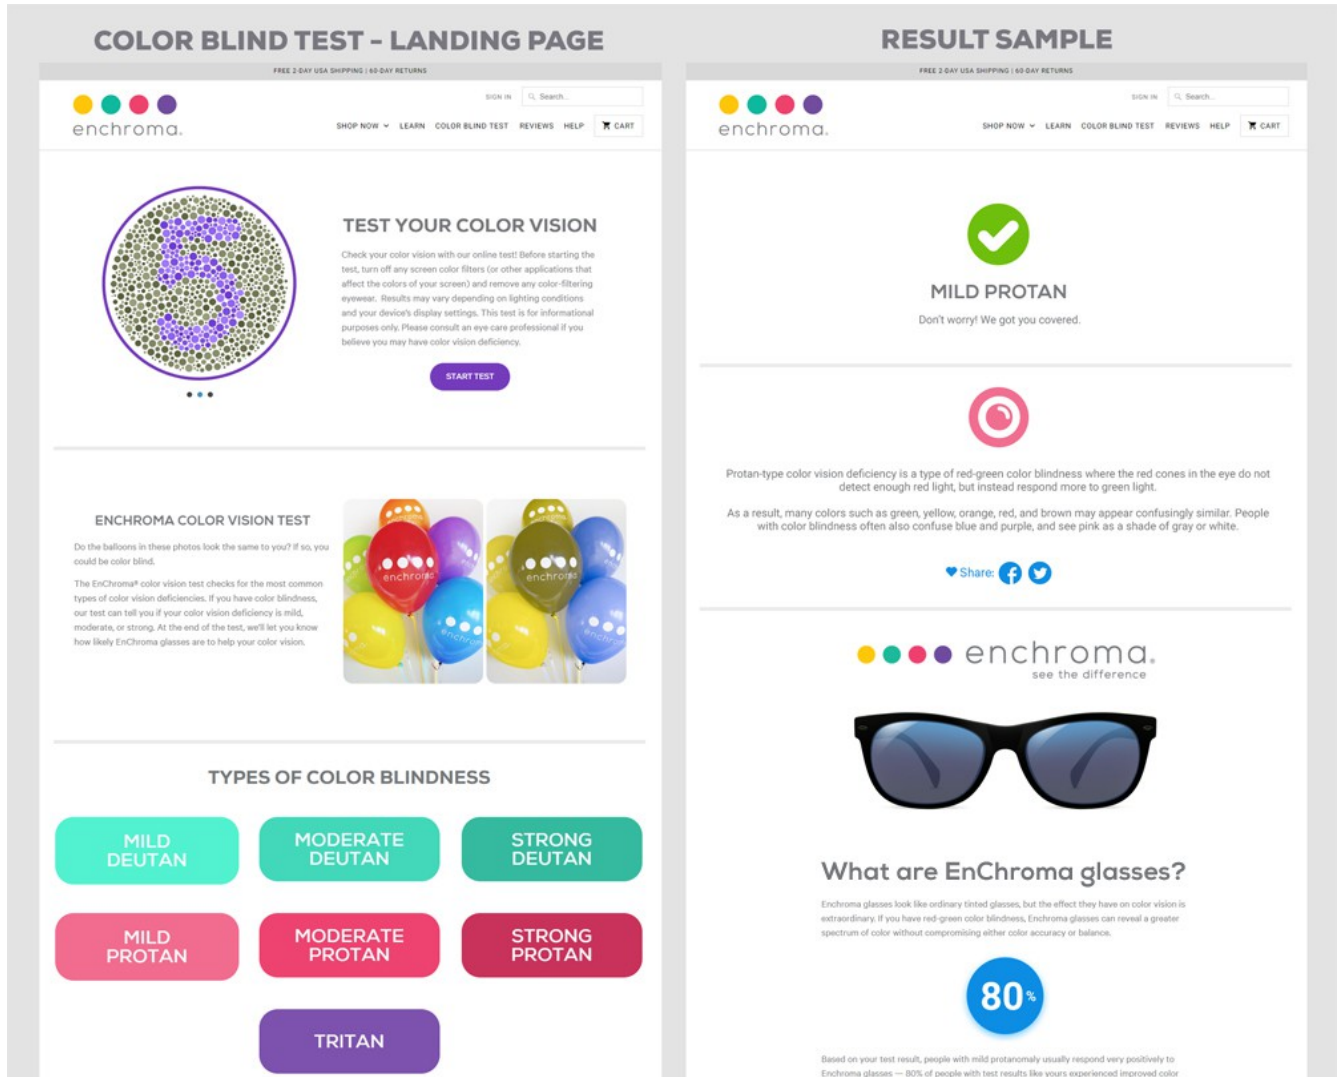 COLOR BLIND TEST - LANDING PAGE
FREE 2-DAY USA SHIPPING | 60-DAY RETURNS
enchroma.
SIGN IN
Search...
SHOP NOW
LEARN
COLOR BLIND TEST
REVIEWS
HELP
CART
5
TEST YOUR COLOR VISION
Check your color vision with our online test! Before starting the
test, turn off any screen color filters (or other applications that
affect the colors of your screen) and remove any color-filtering
eyewear. Results may vary depending on lighting conditions
and your device's display settings. This test is for informational
purposes only. Please consult an eye care professional if you
believe you may have color vision deficiency.
START TEST
ENCHROMA COLOR VISION TEST
Do the balloons in these photos look the same to you? If so, you
could be color blind.
The EnChroma® color vision test checks for the most common
types of color vision deficiencies. If you have color blindness,
our test can tell you if your color vision deficiency is mild,
moderate, or strong. At the end of the test, we'll let you know
how likely EnChroma glasses are to help your color vision.
enchroma
enchroma
enchroma
enchroma
TYPES OF COLOR BLINDNESS
MILD
DEUTAN
MODERATE
DEUTAN
STRONG
DEUTAN
MILD
PROTAN
MODERATE
PROTAN
STRONG
PROTAN
TRITAN
RESULT SAMPLE
FREE 2-DAY USA SHIPPING | 60-DAY RETURNS
enchroma.
SIGN IN
Search...
SHOP NOW
LEARN
COLOR BLIND TEST
REVIEWS
HELP
CART
MILD PROTAN
Don't worry! We got you covered.
Protan-type color vision deficiency is a type of red-green color blindness where the red cones in the eye do not
detect enough red light, but instead respond more to green light.
As a result, many colors such as green, yellow, orange, red, and brown may appear confusingly similar. People
with color blindness often also confuse blue and purple, and see pink as a shade of gray or white.
Share:
enchroma.
see the difference
What are EnChroma glasses?
Enchroma glasses look like ordinary tinted glasses, but the effect they have on color vision is
extraordinary. If you have red-green color blindness, Enchroma glasses can reveal a greater
spectrum of color without compromising either color accuracy or balance.
80%
Based on your test result, people with mild protanomaly usually respond very positively to
Enchroma glasses — 80% of people with test results like yours experienced improved color